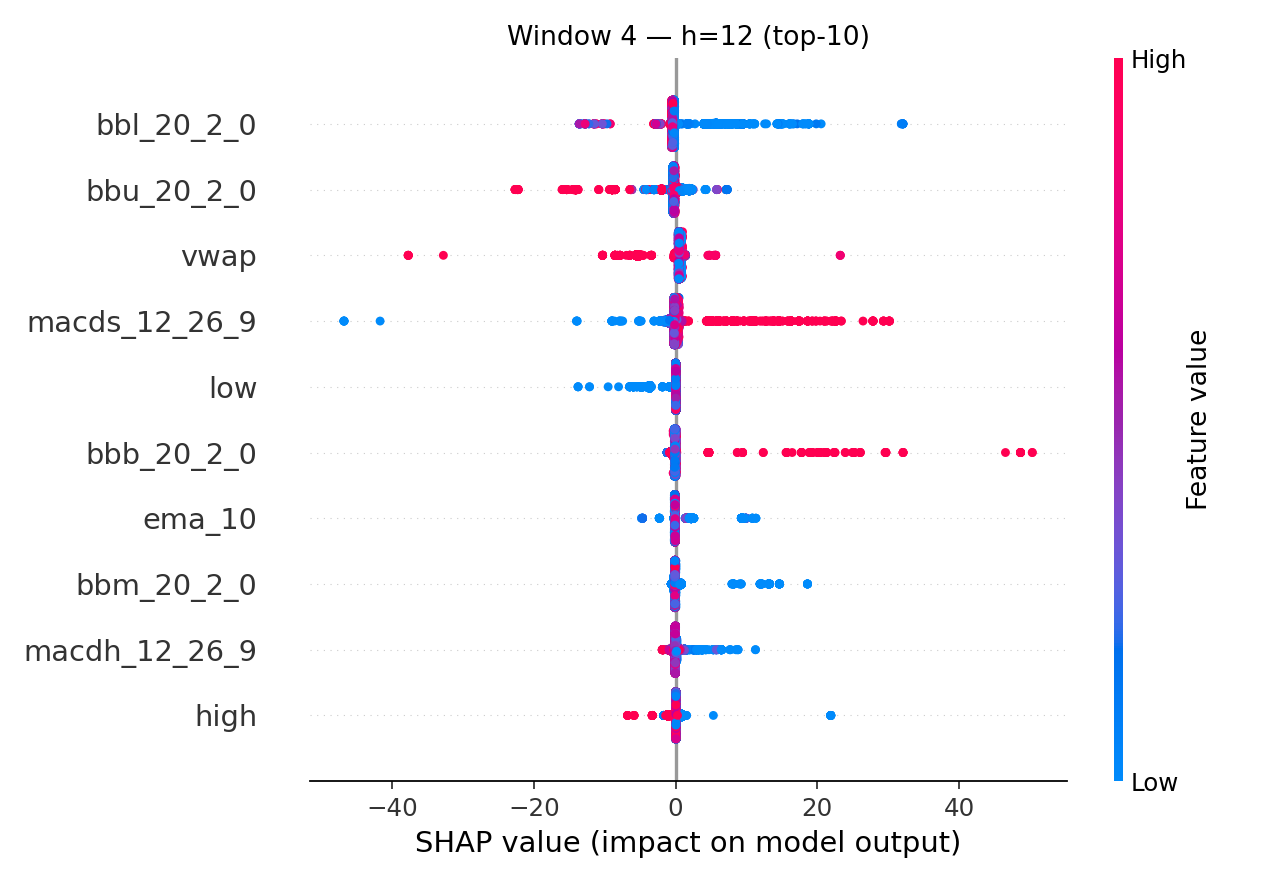 Window 4 — h=12 (top-10)
High
bbl_20_2_0
bbu_20_2_0
vwap
macds_12_26_9
low
bbb_20_2_0
ema_10
bbm_20_2_0
macdh_12_26_9
high
Feature value
Low
−40 −20 0 20 40
SHAP value (impact on model output)